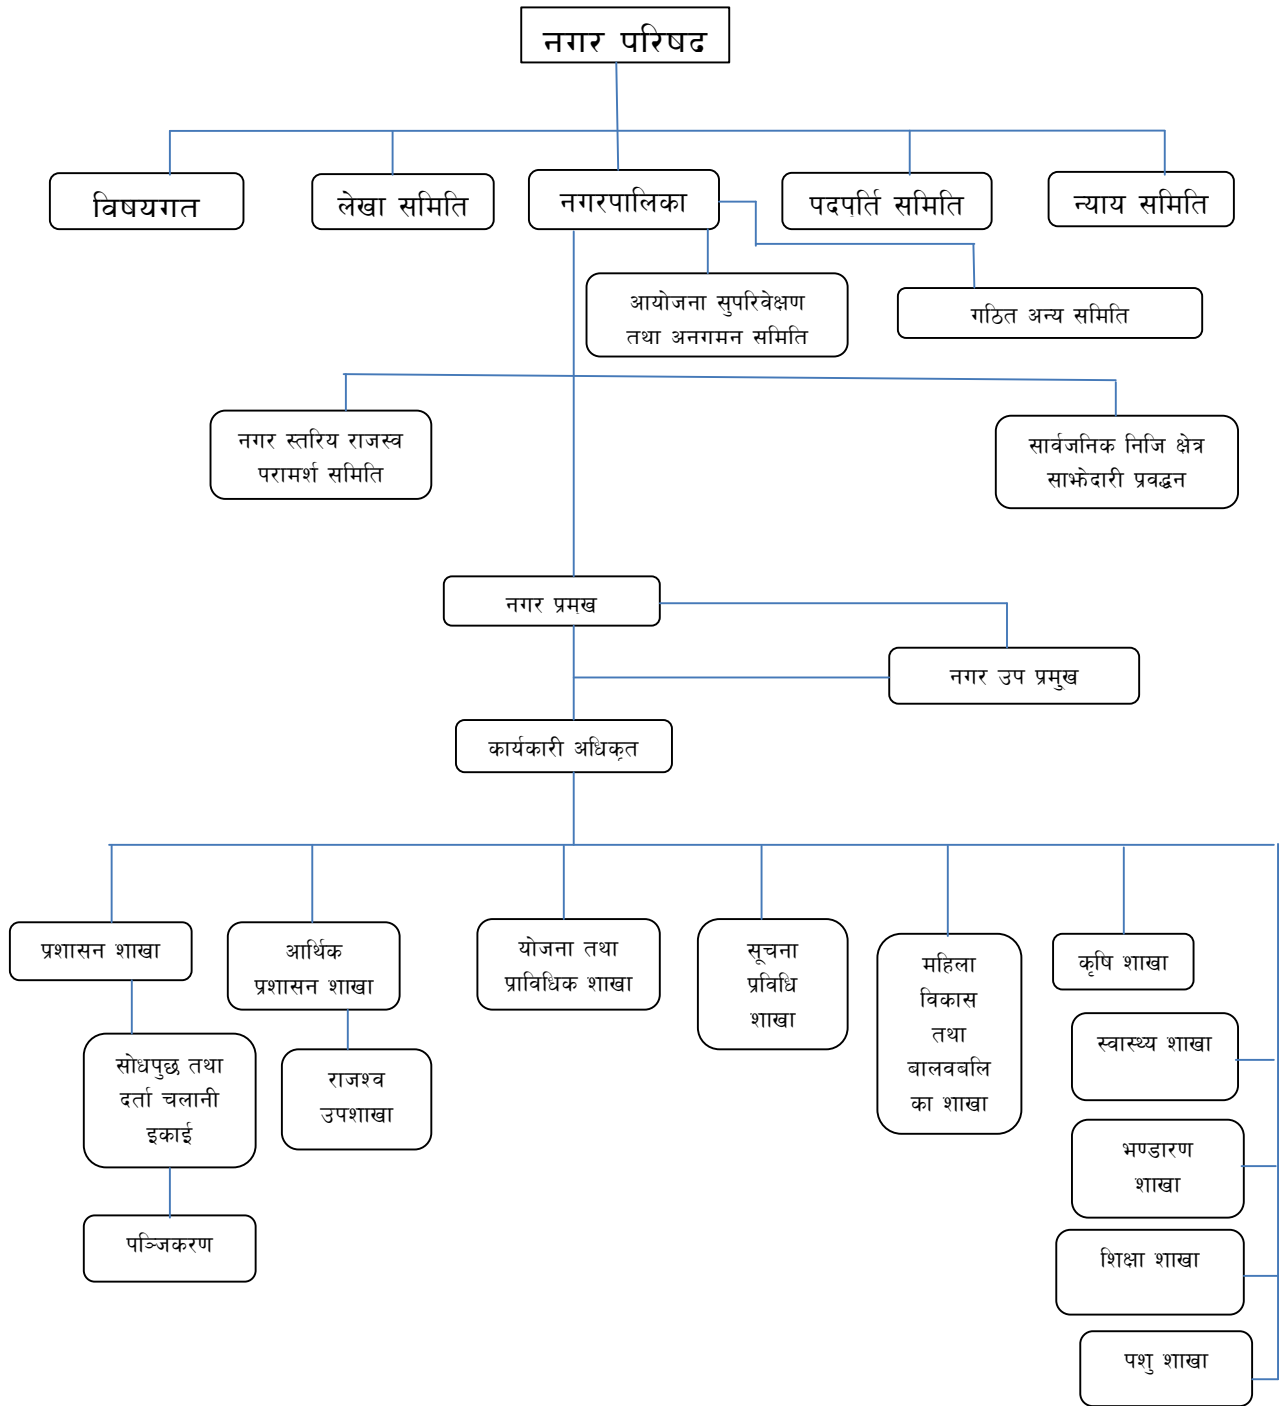 नगर परिषद
विषयगत
लेखा समिति
नगरपालिका
पदपूर्ति समिति
न्याय समिति
आयोजना सुपरिवेक्षण
तथा अनगमन समिति
गठित अन्य समिति
नगर स्तरिय राजस्व
परामर्श समिति
सार्वजनिक निजि क्षेत्र
साझेदारी प्रवद्धन
नगर प्रमख
नगर उप प्रमुख
कार्यकारी अधिकृत
प्रशासन शाखा
आर्थिक
प्रशासन शाखा
योजना तथा
प्राविधिक शाखा
सूचना
प्रविधि
शाखा
महिला
विकास
तथा
बालवबलि
का शाखा
कृषि शाखा
स्वास्थ्य शाखा
सोधपुछ तथा
दर्ता चलानी
इकाई
राजश्व
उपशाखा
भण्डारण
शाखा
पञ्जिकरण
शिक्षा शाखा
पशु शाखा